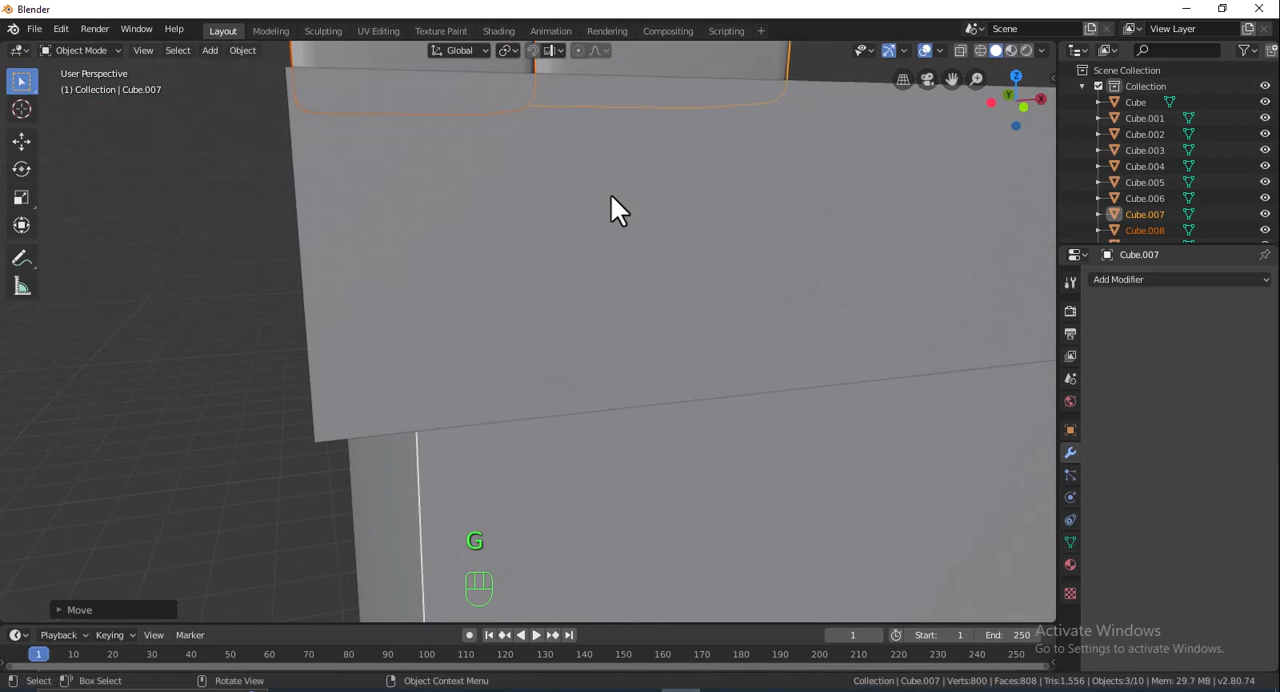 Blender
File Edit Render Window Help Layout Modeling Sculpting UV Editing Texture Paint Shading Animation Rendering Compositing Scripting + Scene View Layer
Object Mode View Select Add Object Global
User Perspective
(1) Collection | Cube.007
Z
Y X
Scene Collection
Collection
Cube
Cube.001
Cube.002
Cube.003
Cube.004
Cube.005
Cube.006
Cube.007
Cube.008
Cube.007
Add Modifier
G
Move
Playback Keying View Marker 1 Start: 1 End: 250
1 10 20 30 40 50 60 70 80 90 100 110 120 130 140 150 160 170 180 190 200 210 220 230 240 250
Activate Windows
Go to Settings to activate Windows.
Select Box Select Rotate View Object Context Menu Collection | Cube.007 | Verts:800 | Faces:808 | Tris:1,556 | Objects:3/10 | Mem: 29.7 MB | v2.80.74